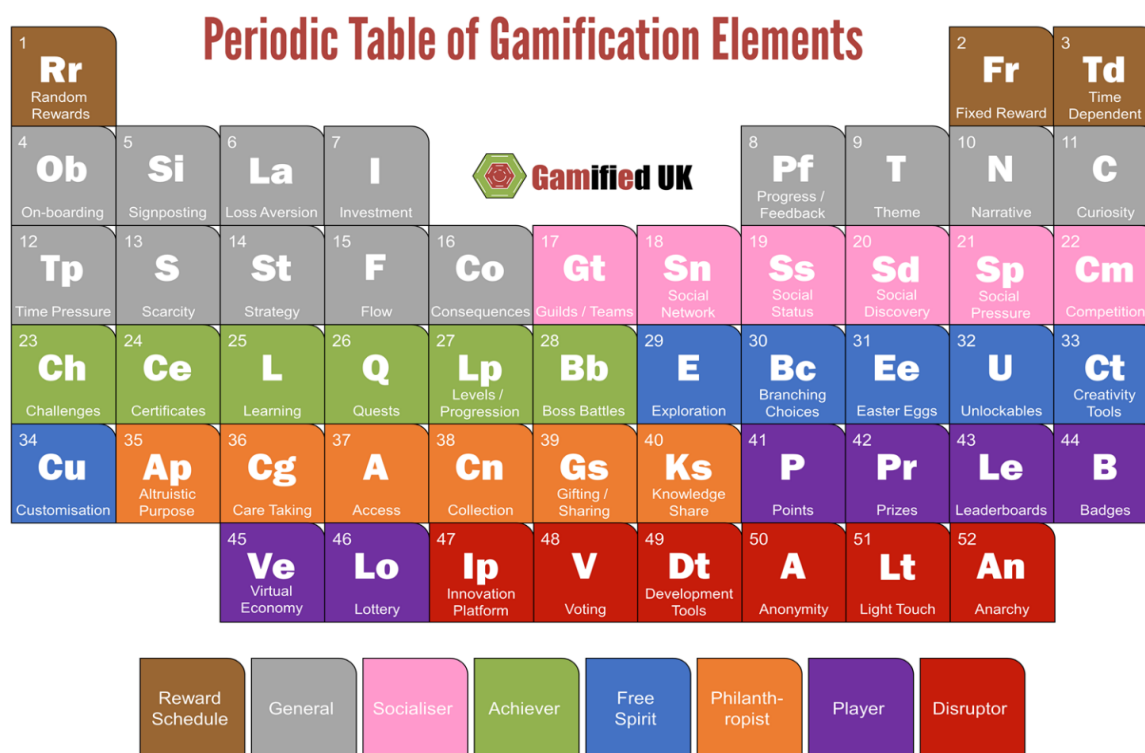 Periodic Table of Gamification Elements
1
Rr
Random
Rewards
2
Fr
Fixed Reward
3
Td
Time
Dependent
4
Ob
On-boarding
5
Si
Signposting
6
La
Loss Aversion
7
I
Investment
Gamified UK
8
Pf
Progress /
Feedback
9
T
Theme
10
N
Narrative
11
C
Curiosity
12
Tp
Time Pressure
13
S
Scarcity
14
St
Strategy
15
F
Flow
16
Co
Consequences
17
Gt
Guilds / Teams
18
Sn
Social
Network
19
Ss
Social
Status
20
Sd
Social
Discovery
21
Sp
Social
Pressure
22
Cm
Competition
23
Ch
Challenges
24
Ce
Certificates
25
L
Learning
26
Q
Quests
27
Lp
Levels /
Progression
28
Bb
Boss Battles
29
E
Exploration
30
Bc
Branching
Choices
31
Ee
Easter Eggs
32
U
Unlockables
33
Ct
Creativity
Tools
34
Cu
Customisation
35
Ap
Altruistic
Purpose
36
Cg
Care Taking
37
A
Access
38
Cn
Collection
39
Gs
Gifting /
Sharing
40
Ks
Knowledge
Share
41
P
Points
42
Pr
Prizes
43
Le
Leaderboards
44
B
Badges
45
Ve
Virtual
Economy
46
Lo
Lottery
47
Ip
Innovation
Platform
48
V
Voting
49
Dt
Development
Tools
50
A
Anonymity
51
Lt
Light Touch
52
An
Anarchy
Reward
Schedule
General
Socialiser
Achiever
Free
Spirit
Philanth-
ropist
Player
Disruptor